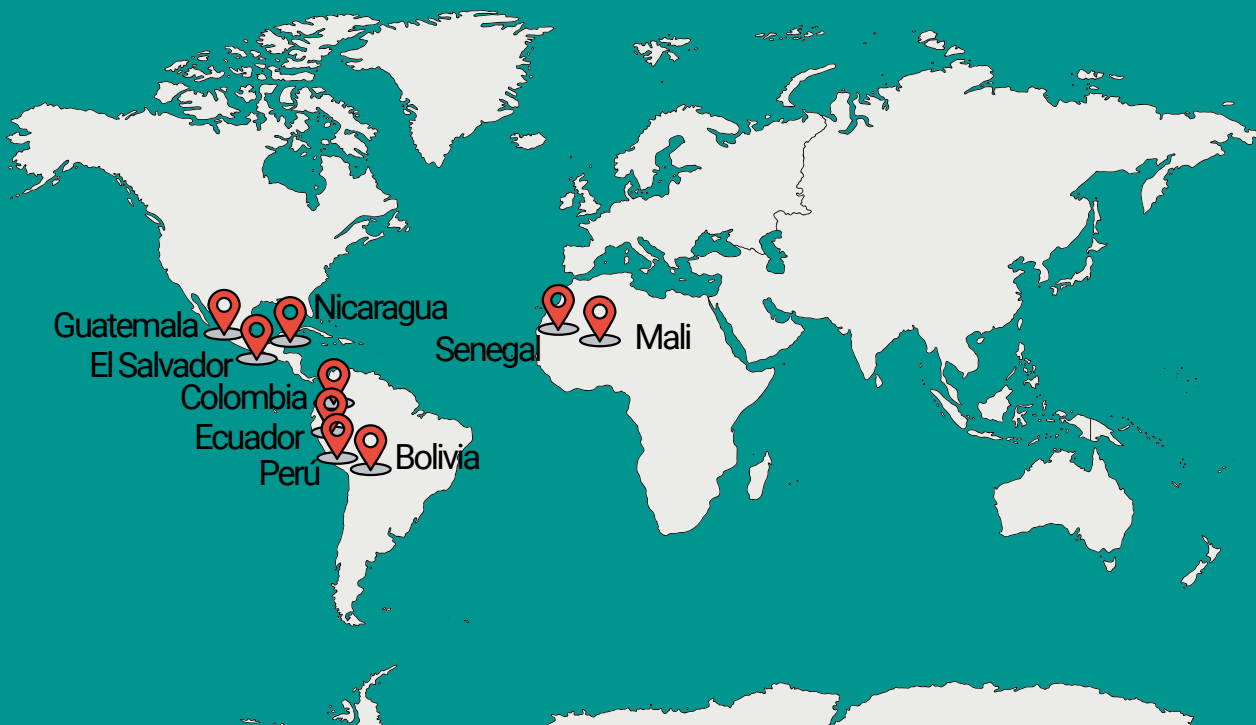 Nicaragua
Guatemala
Senegal
Mali
El Salvador
Colombia
Ecuador
Bolivia
Perú